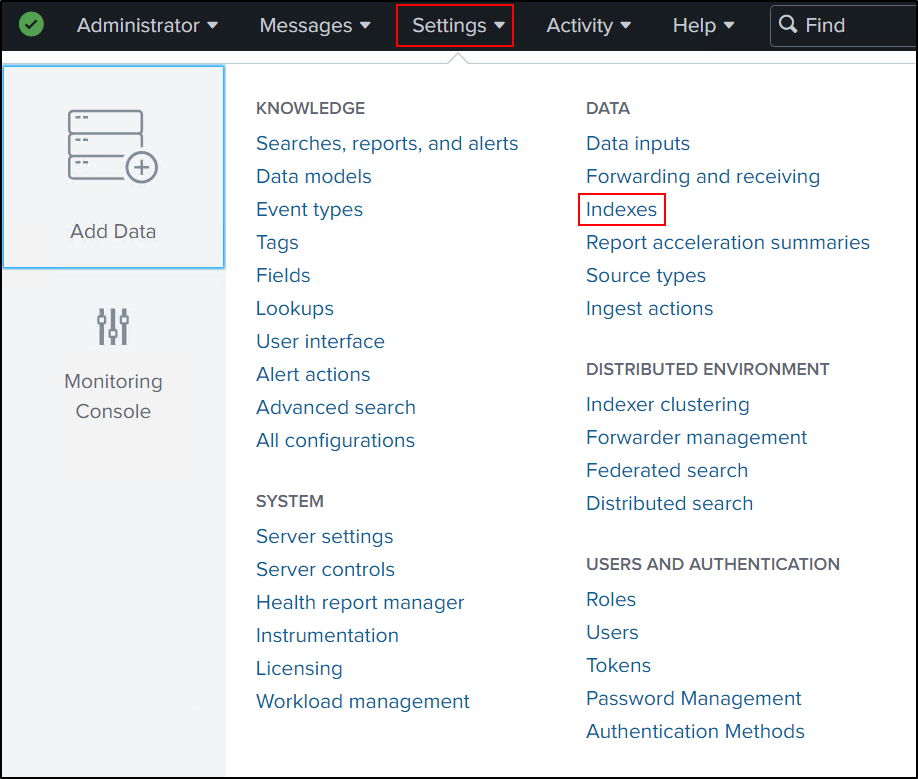 Administrator Messages Settings Activity Help Find
Add Data
Monitoring
Console
KNOWLEDGE
Searches, reports, and alerts
Data models
Event types
Tags
Fields
Lookups
User interface
Alert actions
Advanced search
All configurations
SYSTEM
Server settings
Server controls
Health report manager
Instrumentation
Licensing
Workload management
DATA
Data inputs
Forwarding and receiving
Indexes
Report acceleration summaries
Source types
Ingest actions
DISTRIBUTED ENVIRONMENT
Indexer clustering
Forwarder management
Federated search
Distributed search
USERS AND AUTHENTICATION
Roles
Users
Tokens
Password Management
Authentication Methods